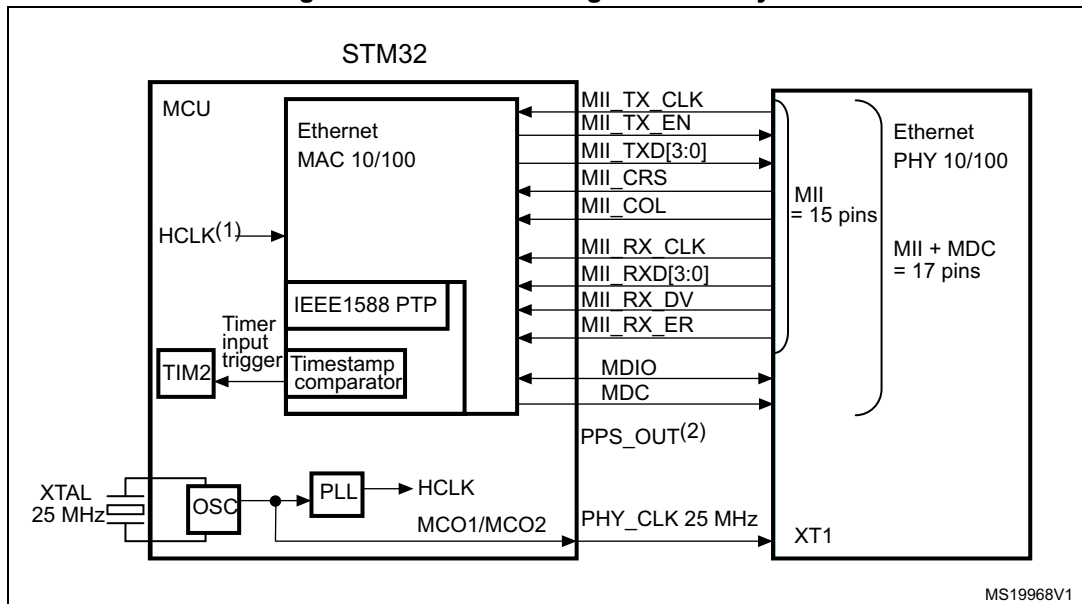 STM32
MCU
Ethernet
MAC 10/100
HCLK(1)
IEEE1588 PTP
Timer
input
trigger
TIM2
Timestamp
comparator
XTAL
25 MHz
OSC
PLL
HCLK
MCO1/MCO2
MII_TX_CLK
MII_TX_EN
MII_TXD[3:0]
MII_CRS
MII_COL
MII_RX_CLK
MII_RXD[3:0]
MII_RX_DV
MII_RX_ER
MDIO
MDC
PPS_OUT(2)
PHY_CLK 25 MHz
MII
= 15 pins
Ethernet
PHY 10/100
MII + MDC
= 17 pins
XT1
MS19968V1